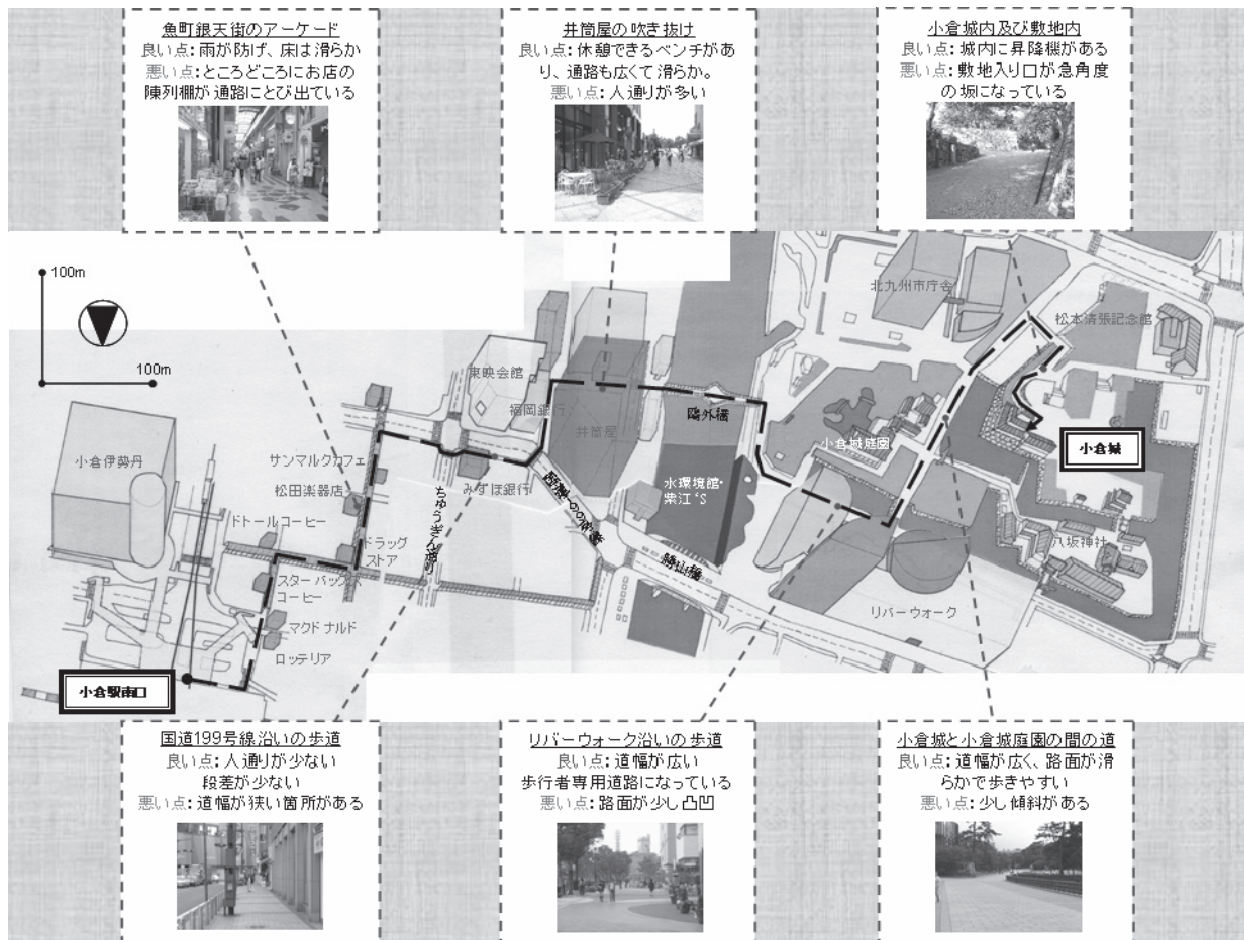 魚町銀天街のアーケード
良い点：雨が防げ、床は滑らか
悪い点：ところどころにお店の
陳列棚が通路にとび出ている
井筒屋の吹き抜け
良い点：休憩できるベンチがあ
り、通路も広くて滑らか。
悪い点：人通りが多い
小倉城内及び敷地内
良い点：城内に昇降機がある
悪い点：敷地入り口が急角度
の坂になっている
100m
100m
北九州市庁舎
松本清張記念館
東映会館
福岡銀行
井筒屋
鴎外橋
小倉城庭園
小倉城
小倉伊勢丹
サンマルクカフェ
松田楽器店
ドトールコーヒー
みずほ銀行
ちゅうぎん通り
水環境館・
紫江‘S
ドラッグ
ストア
スターバックス
コーヒー
勝山橋
八坂神社
マクドナルド
リバーウォーク
ロッテリア
小倉駅南口
国道199号線沿いの歩道
良い点：人通りが少ない
段差が少ない
悪い点：道幅が狭い箇所がある
リバーウォーク沿いの歩道
良い点：道幅が広い
歩行者専用道路になっている
悪い点：路面が少し凸凹
小倉城と小倉城庭園の間の道
良い点：道幅が広く、路面が滑
らかで歩きやすい
悪い点：少し傾斜がある